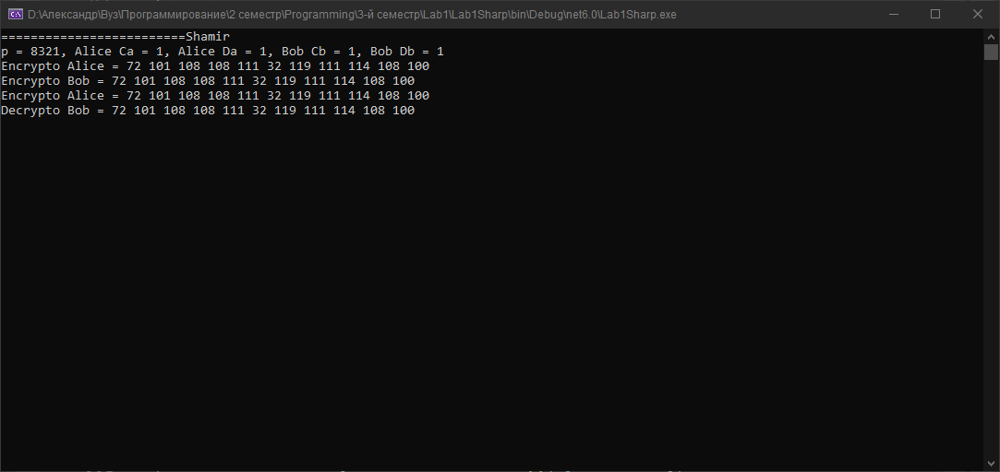 D:\Александр\Вуз\Программирование\2 семестр\Programming\3-й семестр\Lab1\Lab1Sharp\bin\Debug\net6.0\Lab1Sharp.exe
=========================Shamir
p = 8321, Alice Ca = 1, Alice Da = 1, Bob Cb = 1, Bob Db = 1
Encrypto Alice = 72 101 108 108 111 32 119 111 114 108 100
Encrypto Bob = 72 101 108 108 111 32 119 111 114 108 100
Encrypto Alice = 72 101 108 108 111 32 119 111 114 108 100
Decrypto Bob = 72 101 108 108 111 32 119 111 114 108 100